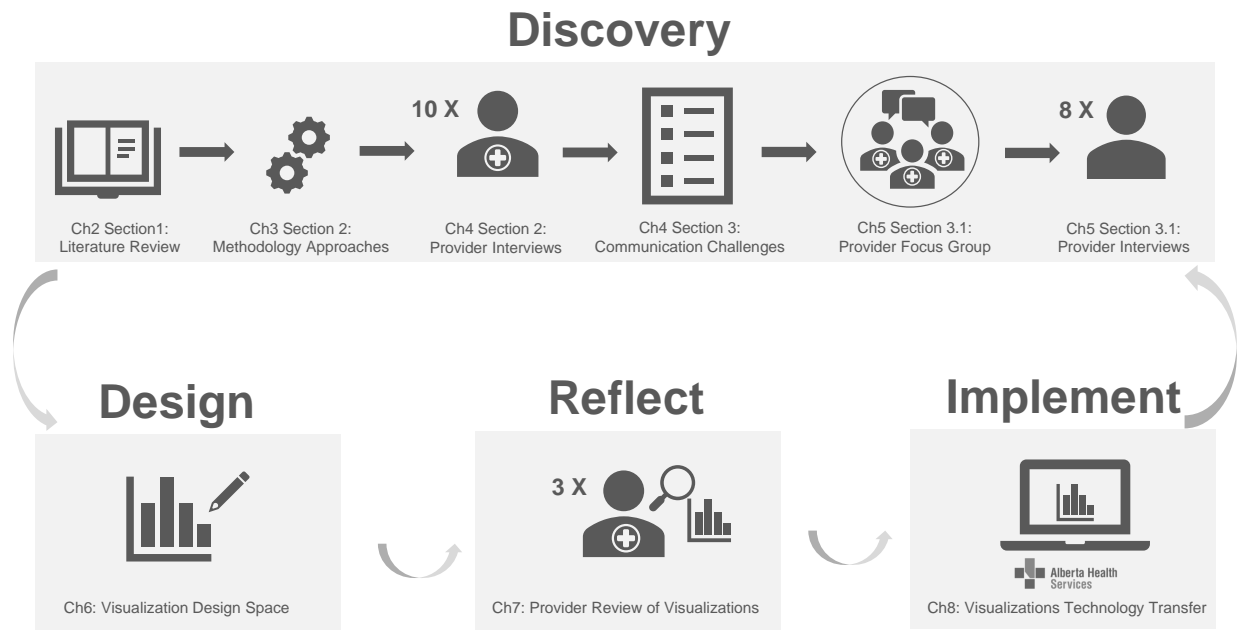 Discovery
10 X
8 X
Ch2 Section1:
Literature Review
Ch3 Section 2:
Methodology Approaches
Ch4 Section 2:
Provider Interviews
Ch4 Section 3:
Communication Challenges
Ch5 Section 3.1:
Provider Focus Group
Ch5 Section 3.1:
Provider Interviews
Design
Ch6: Visualization Design Space
Reflect
3 X
Ch7: Provider Review of Visualizations
Implement
Alberta Health
Services
Ch8: Visualizations Technology Transfer